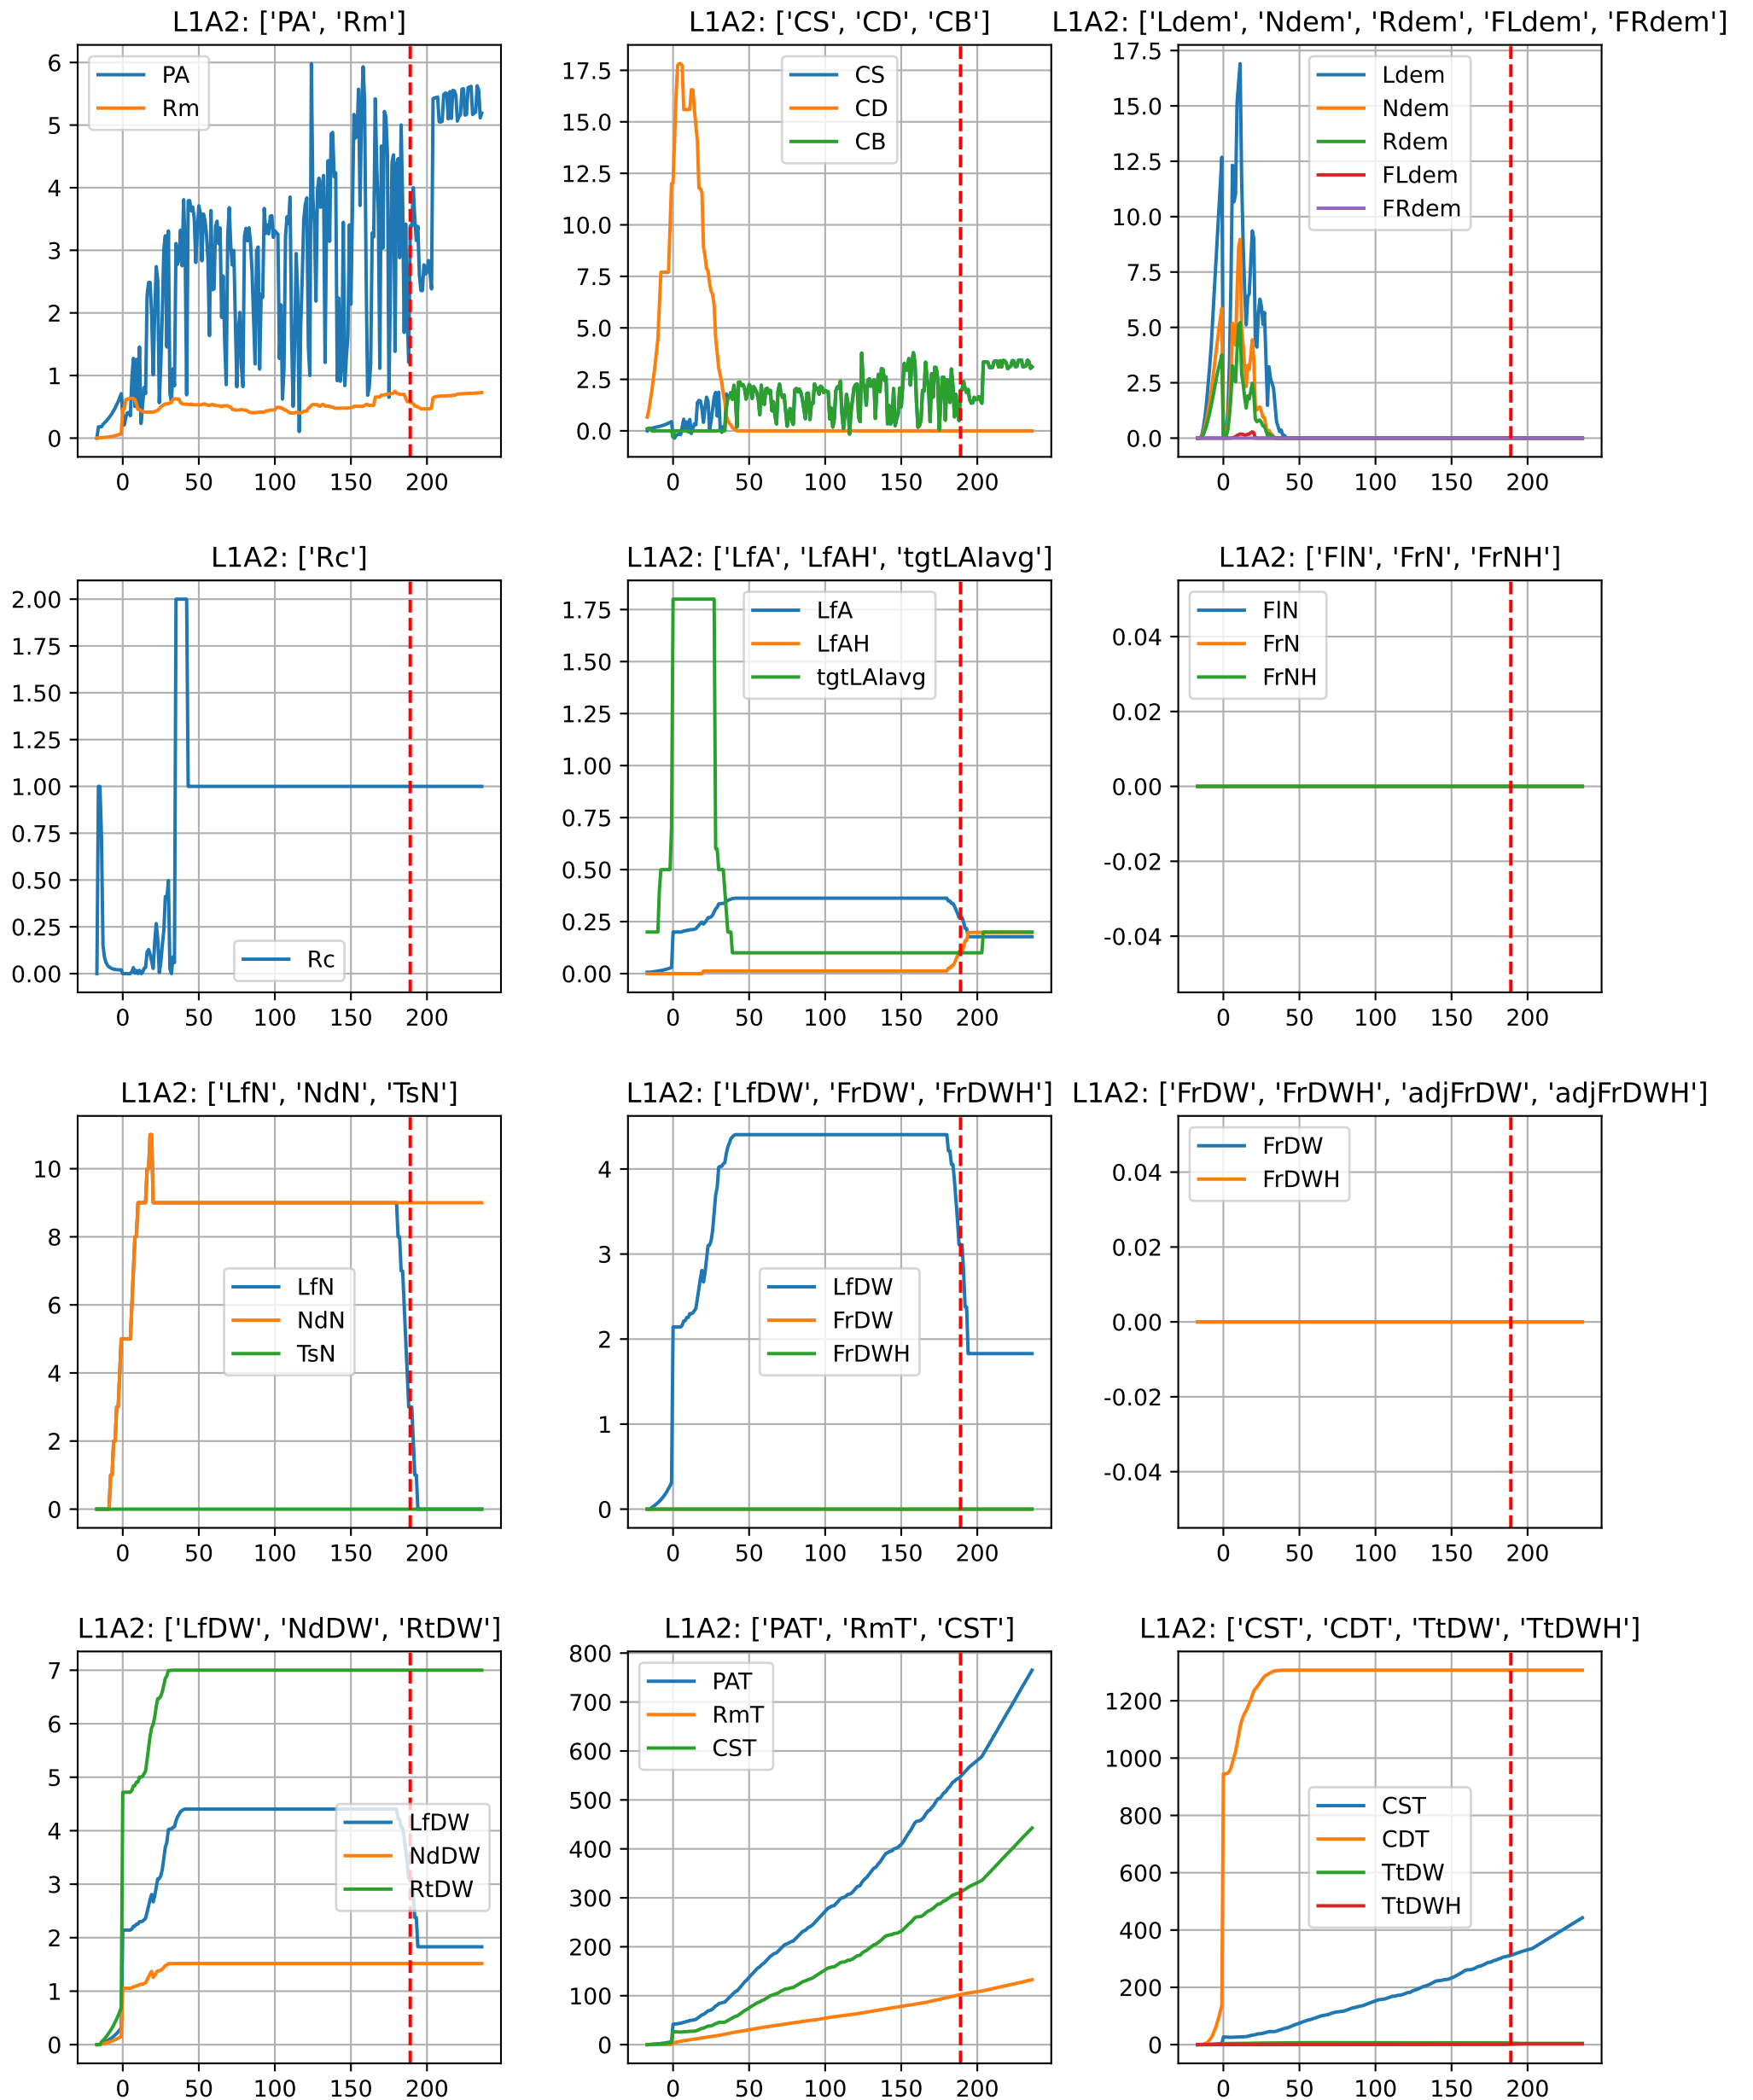 L1A2: ['PA', 'Rm']
6
5
4
3
2
1
0
PA
Rm
0 50 100 150 200
L1A2: ['CS', 'CD', 'CB']
17.5
15.0
12.5
10.0
7.5
5.0
2.5
0.0
CS
CD
CB
0 50 100 150 200
L1A2: ['Ldem', 'Ndem', 'Rdem', 'FLdem', 'FRdem']
17.5
15.0
12.5
10.0
7.5
5.0
2.5
0.0
Ldem
Ndem
Rdem
FLdem
FRdem
0 50 100 150 200
L1A2: ['Rc']
2.00
1.75
1.50
1.25
1.00
0.75
0.50
0.25
0.00
Rc
0 50 100 150 200
L1A2: ['LfA', 'LfAH', 'tgtLAIavg']
1.75
1.50
1.25
1.00
0.75
0.50
0.25
0.00
LfA
LfAH
tgtLAIavg
0 50 100 150 200
L1A2: ['FlN', 'FrN', 'FrNH']
0.04
0.02
0.00
-0.02
-0.04
FlN
FrN
FrNH
0 50 100 150 200
L1A2: ['LfN', 'NdN', 'TsN']
10
8
6
4
2
0
LfN
NdN
TsN
0 50 100 150 200
L1A2: ['LfDW', 'FrDW', 'FrDWH']
4
3
2
1
0
LfDW
FrDW
FrDWH
0 50 100 150 200
L1A2: ['FrDW', 'FrDWH', 'adjFrDW', 'adjFrDWH']
0.04
0.02
0.00
-0.02
-0.04
FrDW
FrDWH
0 50 100 150 200
L1A2: ['LfDW', 'NdDW', 'RtDW']
7
6
5
4
3
2
1
0
LfDW
NdDW
RtDW
0 50 100 150 200
L1A2: ['PAT', 'RmT', 'CST']
800
700
600
500
400
300
200
100
0
PAT
RmT
CST
0 50 100 150 200
L1A2: ['CST', 'CDT', 'TtDW', 'TtDWH']
1200
1000
800
600
400
200
0
CST
CDT
TtDW
TtDWH
0 50 100 150 200